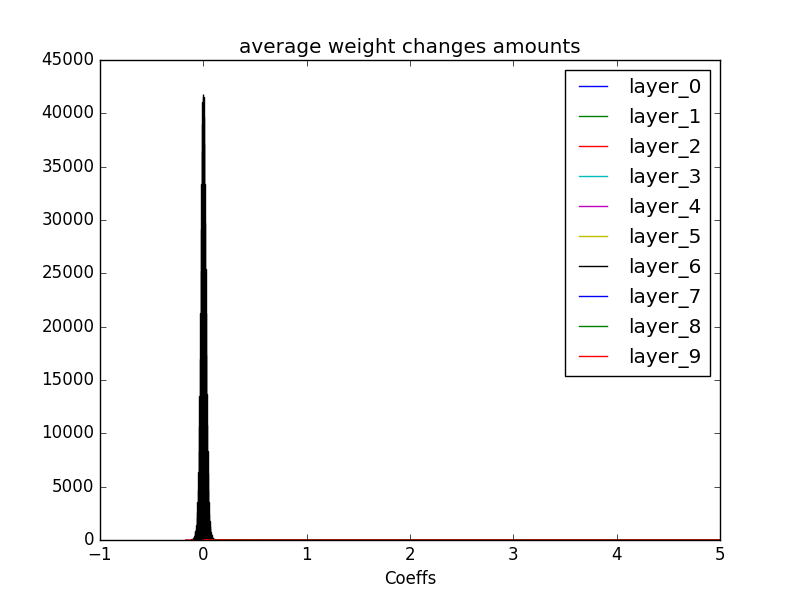 average weight changes amounts
45000
40000
35000
30000
25000
20000
15000
10000
5000
0
−1
0
1
2
3
4
5
Coeffs
layer_0
layer_1
layer_2
layer_3
layer_4
layer_5
layer_6
layer_7
layer_8
layer_9